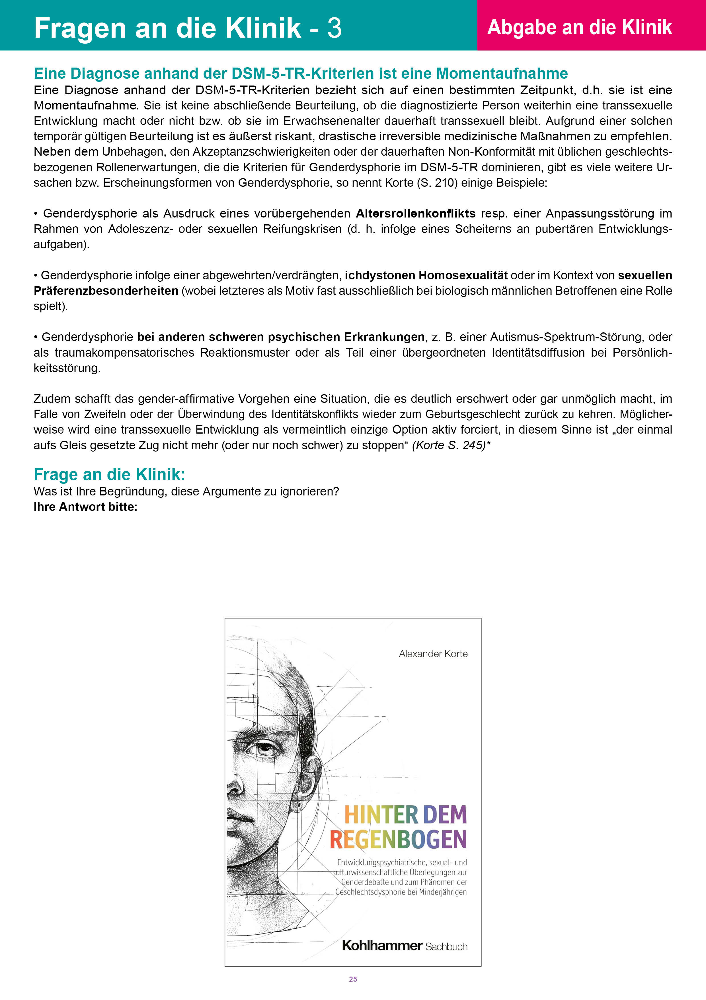 Fragen an die Klinik - 3
Abgabe an die Klinik
Eine Diagnose anhand der DSM-5-TR-Kriterien ist eine Momentaufnahme
Eine Diagnose anhand der DSM-5-TR-Kriterien bezieht sich auf einen bestimmten Zeitpunkt, d.h. sie ist eine
Momentaufnahme. Sie ist keine abschließende Beurteilung, ob die diagnostizierte Person weiterhin eine transsexuelle
Entwicklung macht oder nicht bzw. ob sie im Erwachsenenalter dauerhaft transsexuell bleibt. Aufgrund einer solchen
temporär gültigen Beurteilung ist es äußerst riskant, drastische irreversible medizinische Maßnahmen zu empfehlen.
Neben dem Unbehagen, den Akzeptanzschwierigkeiten oder der dauerhaften Non-Konformität mit üblichen geschlechts-
bezogenen Rollenerwartungen, die die Kriterien für Genderdysphorie im DSM-5-TR dominieren, gibt es viele weitere Ur-
sachen bzw. Erscheinungsformen von Genderdysphorie, so nennt Korte (S. 210) einige Beispiele:
• Genderdysphorie als Ausdruck eines vorübergehenden Altersrollenkonflikts resp. einer Anpassungsstörung im
Rahmen von Adoleszenz- oder sexuellen Reifungskrisen (d. h. infolge eines Scheiterns an pubertären Entwicklungs-
aufgaben).
• Genderdysphorie infolge einer abgewehrten/verdrängten, ichdystonen Homosexualität oder im Kontext von sexuellen
Präferenzbesonderheiten (wobei letzteres als Motiv fast ausschließlich bei biologisch männlichen Betroffenen eine Rolle
spielt).
• Genderdysphorie bei anderen schweren psychischen Erkrankungen, z. B. einer Autismus-Spektrum-Störung, oder
als traumakompensatorisches Reaktionsmuster oder als Teil einer übergeordneten Identitätsdiffusion bei Persönlich-
keitsstörung.
Zudem schafft das gender-affirmative Vorgehen eine Situation, die es deutlich erschwert oder gar unmöglich macht, im
Falle von Zweifeln oder der Überwindung des Identitätskonflikts wieder zum Geburtsgeschlecht zurück zu kehren. Möglicher-
weise wird eine transsexuelle Entwicklung als vermeintlich einzige Option aktiv forciert, in diesem Sinne ist „der einmal
aufs Gleis gesetzte Zug nicht mehr (oder nur noch schwer) zu stoppen“ (Korte S. 245)*
Frage an die Klinik:
Was ist Ihre Begründung, diese Argumente zu ignorieren?
Ihre Antwort bitte:
Alexander Korte
HINTER DEM
REGENBOGEN
Entwicklungspsychiatrische, sexual- und
kulturwissenschaftliche Überlegungen zur
Genderdebatte und zum Phänomen der
Geschlechtsdysphorie bei Minderjährigen
Kohlhammer Sachbuch
25